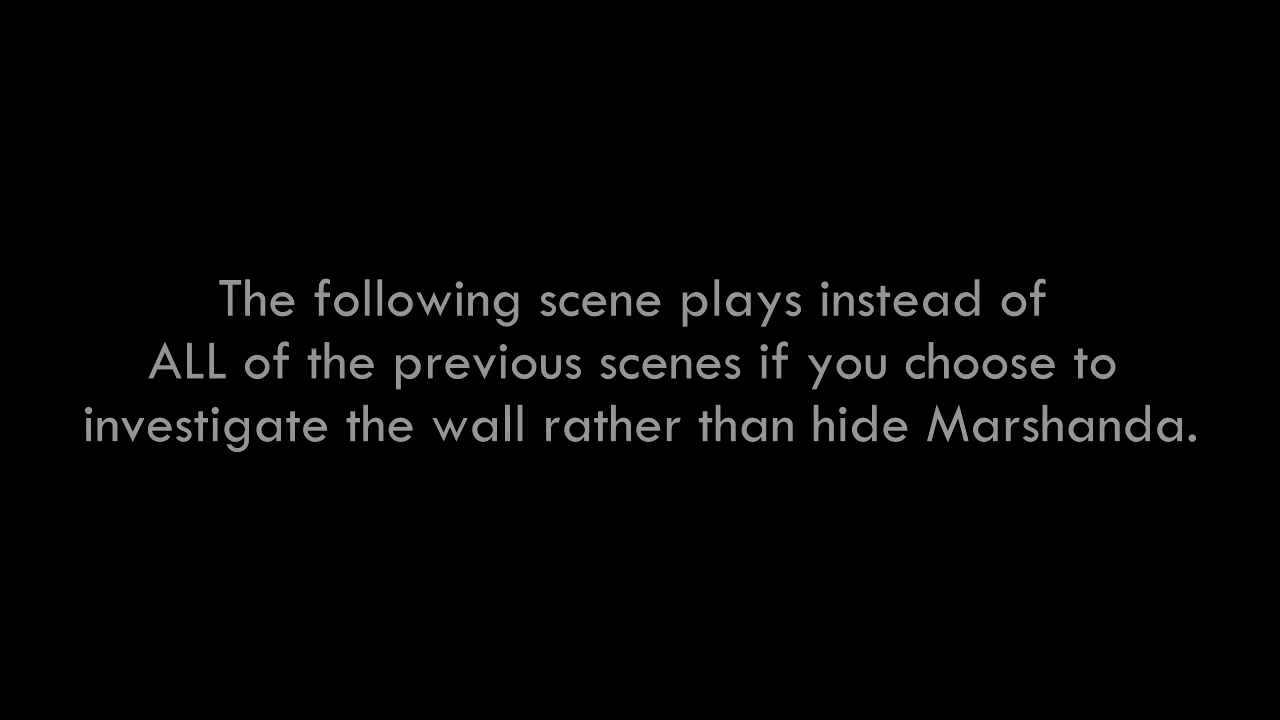 The following scene plays instead of
ALL of the previous scenes if you choose to
investigate the wall rather than hide Marshanda.